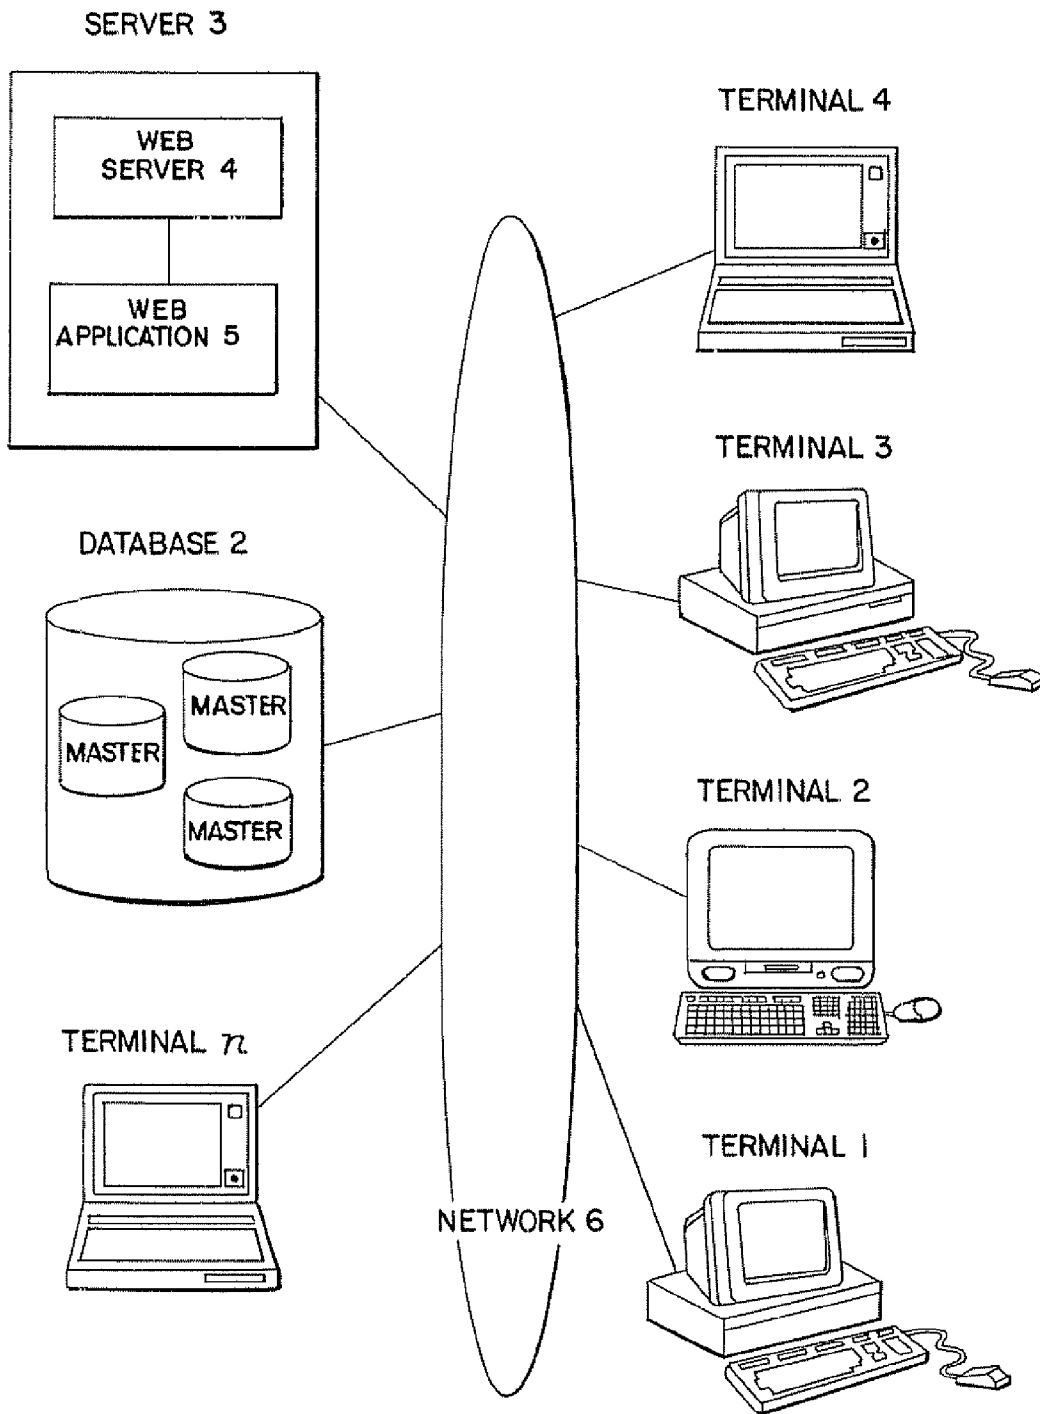 SERVER 3
WEB
SERVER 4
WEB
APPLICATION 5
DATABASE 2
MASTER
MASTER
MASTER
TERMINAL n
NETWORK 6
TERMINAL 4
TERMINAL 3
TERMINAL 2
TERMINAL 1